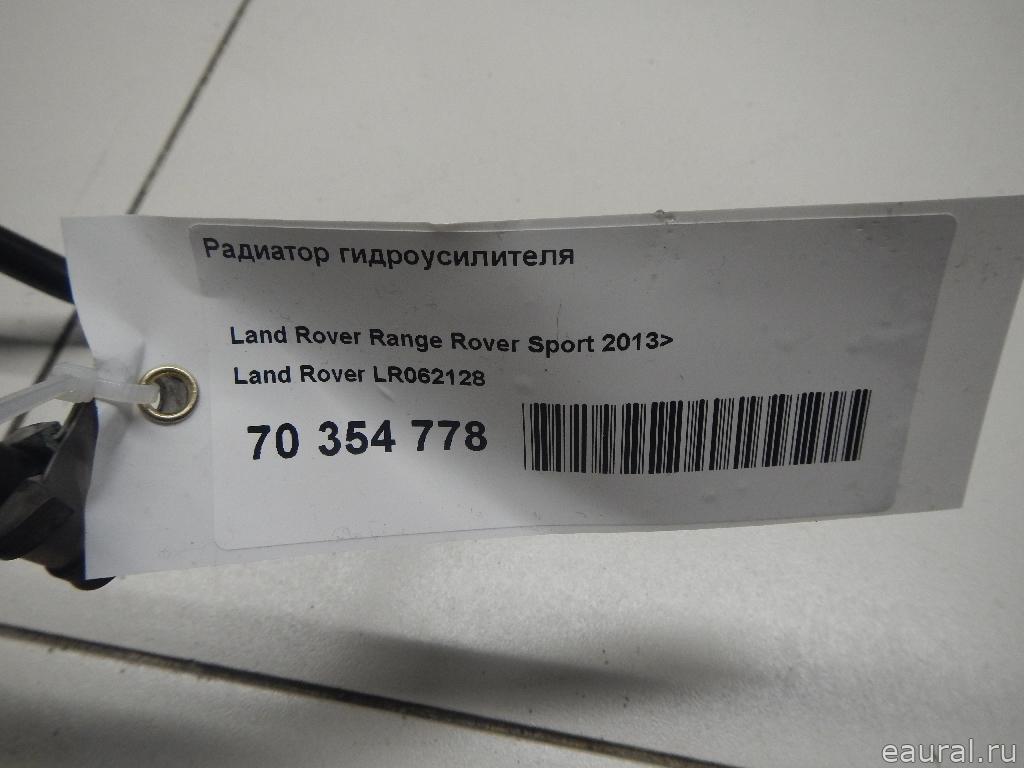 Радиатор гидроусилителя
Land Rover Range Rover Sport 2013>
Land Rover LR062128
70 354 778
eaural.ru